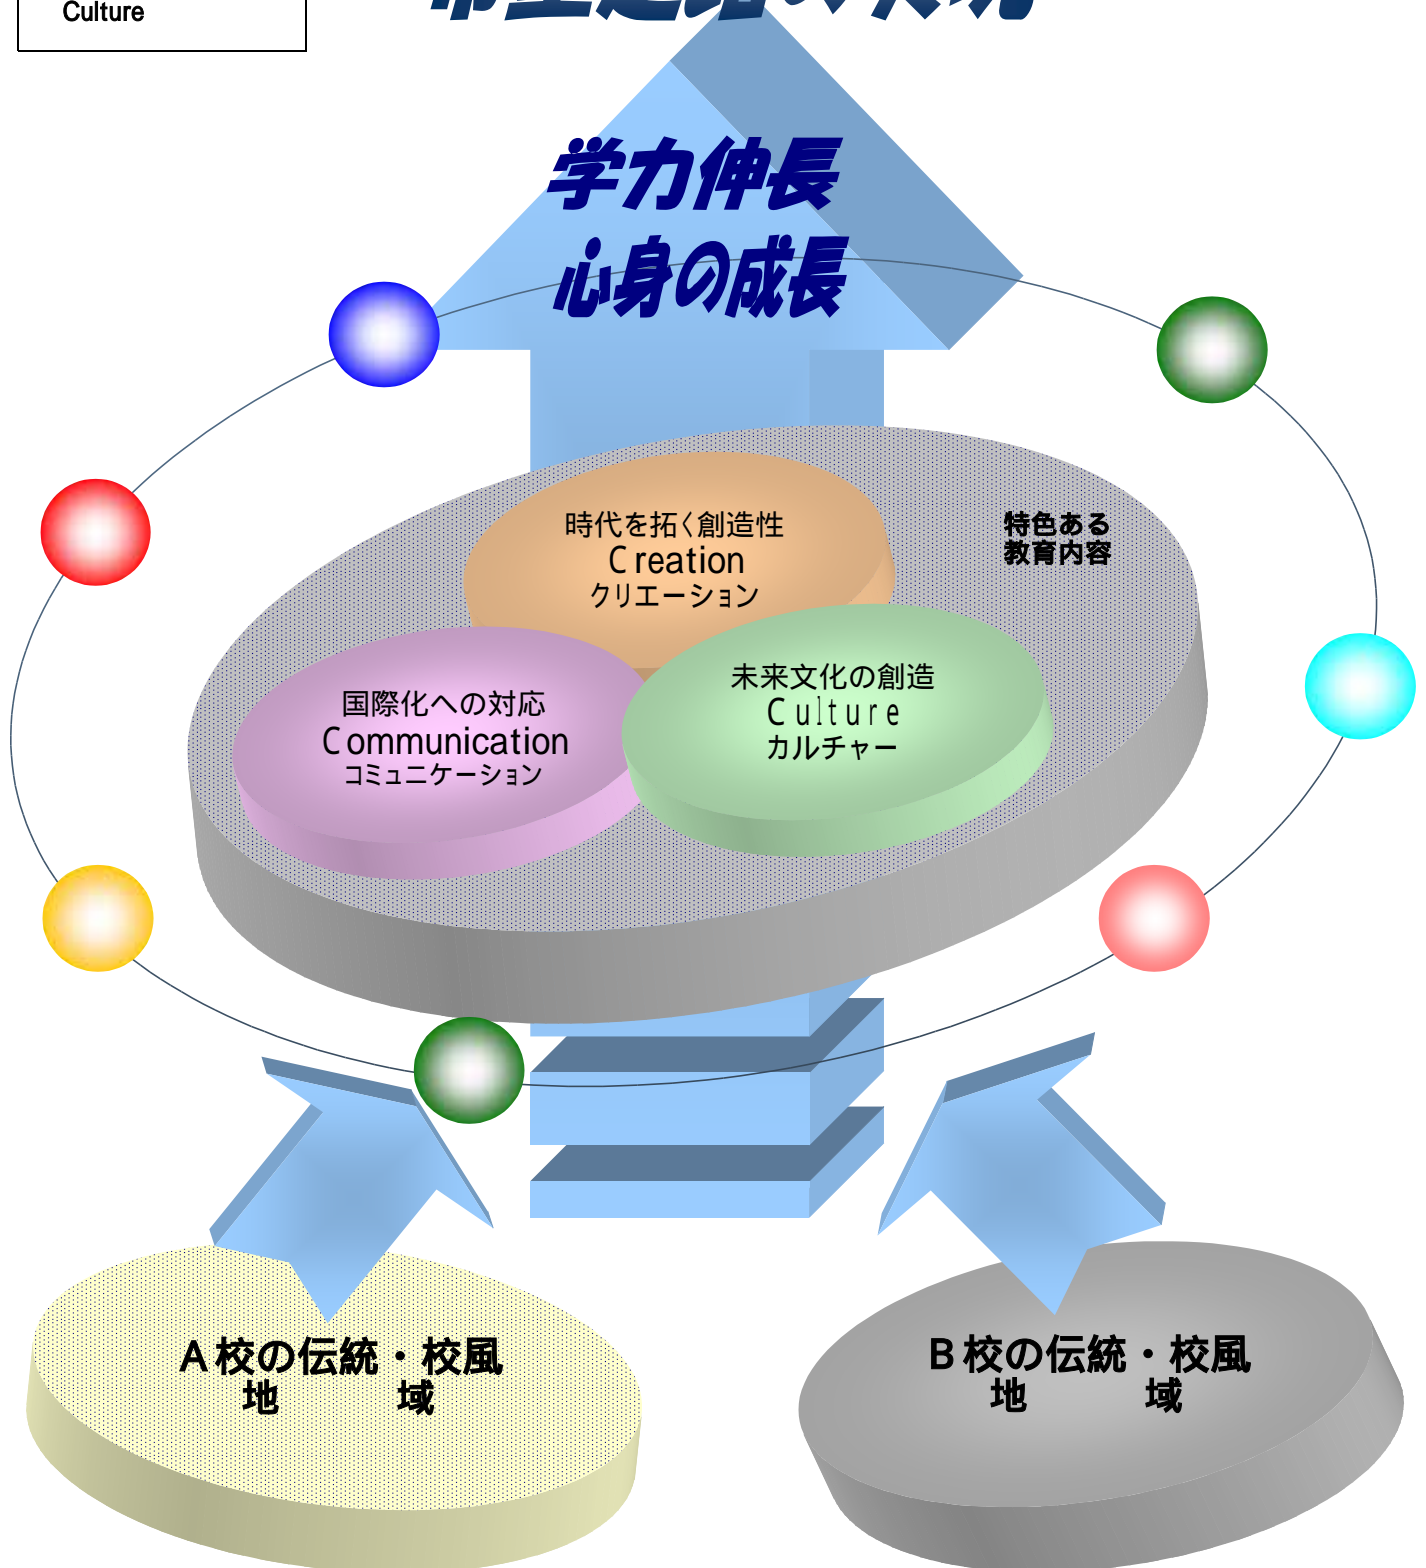 Culture
学力伸長
心身の成長
時代を拓く創造性
Creation
クリエーション
特色ある
教育内容
国際化への対応
Communication
コミュニケーション
未来文化の創造
Culture
カルチャー
A校の伝統・校風
地 域
B校の伝統・校風
地 域